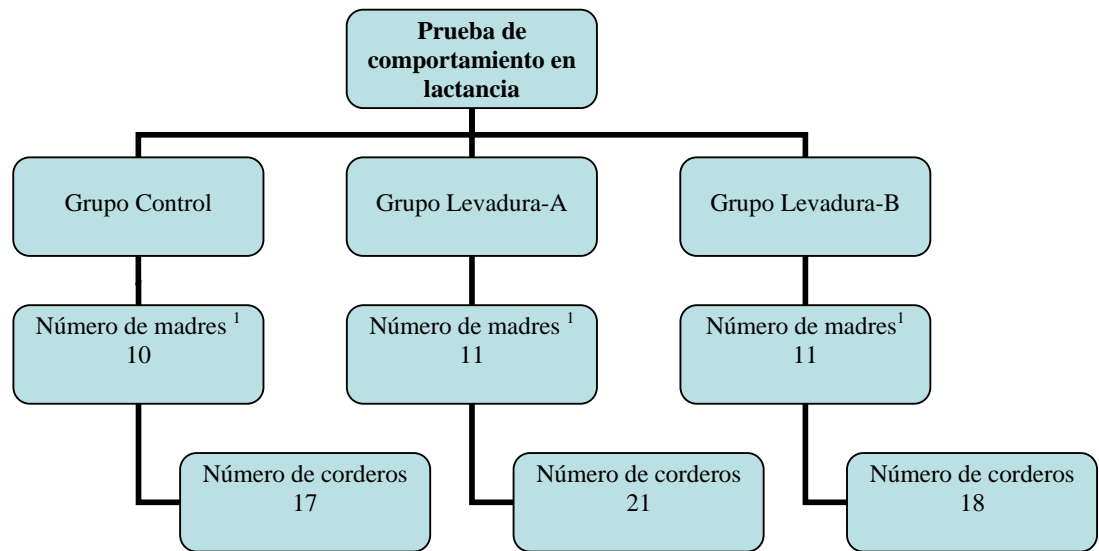 Prueba de
comportamiento en
lactancia
Grupo Control
Grupo Levadura-A
Grupo Levadura-B
Número de madres 1
10
Número de madres 1
11
Número de madres1
11
Número de corderos
17
Número de corderos
21
Número de corderos
18